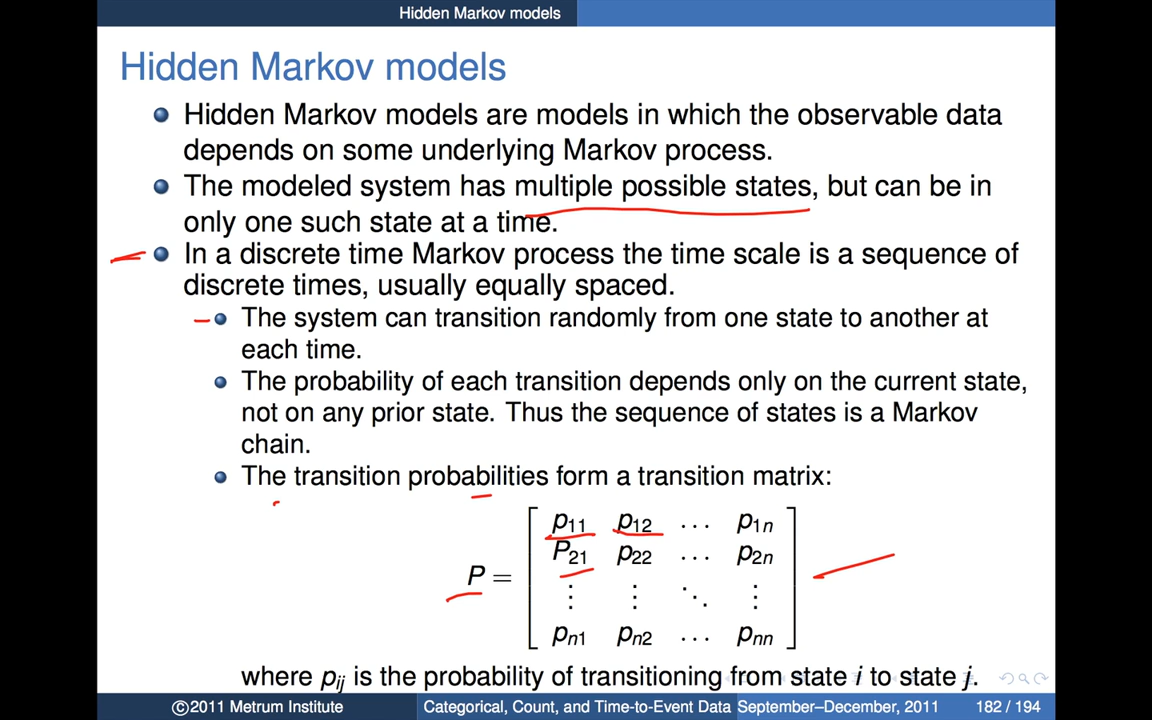 Hidden Markov models
Hidden Markov models
Hidden Markov models are models in which the observable data
depends on some underlying Markov process.
The modeled system has multiple possible states, but can be in
only one such state at a time.
In a discrete time Markov process the time scale is a sequence of
discrete times, usually equally spaced.
The system can transition randomly from one state to another at
each time.
The probability of each transition depends only on the current state,
not on any prior state. Thus the sequence of states is a Markov
chain.
The transition probabilities form a transition matrix:
p11 p12 ⋯ p1n
P21 p22 ⋯ p2n
P = ⋮ ⋮ ⋱ ⋮
pn1 pn2 ⋯ pnn
where pij is the probability of transitioning from state i to state j.
©2011 Metrum Institute Categorical, Count, and Time-to-Event Data September–December, 2011 182 / 194